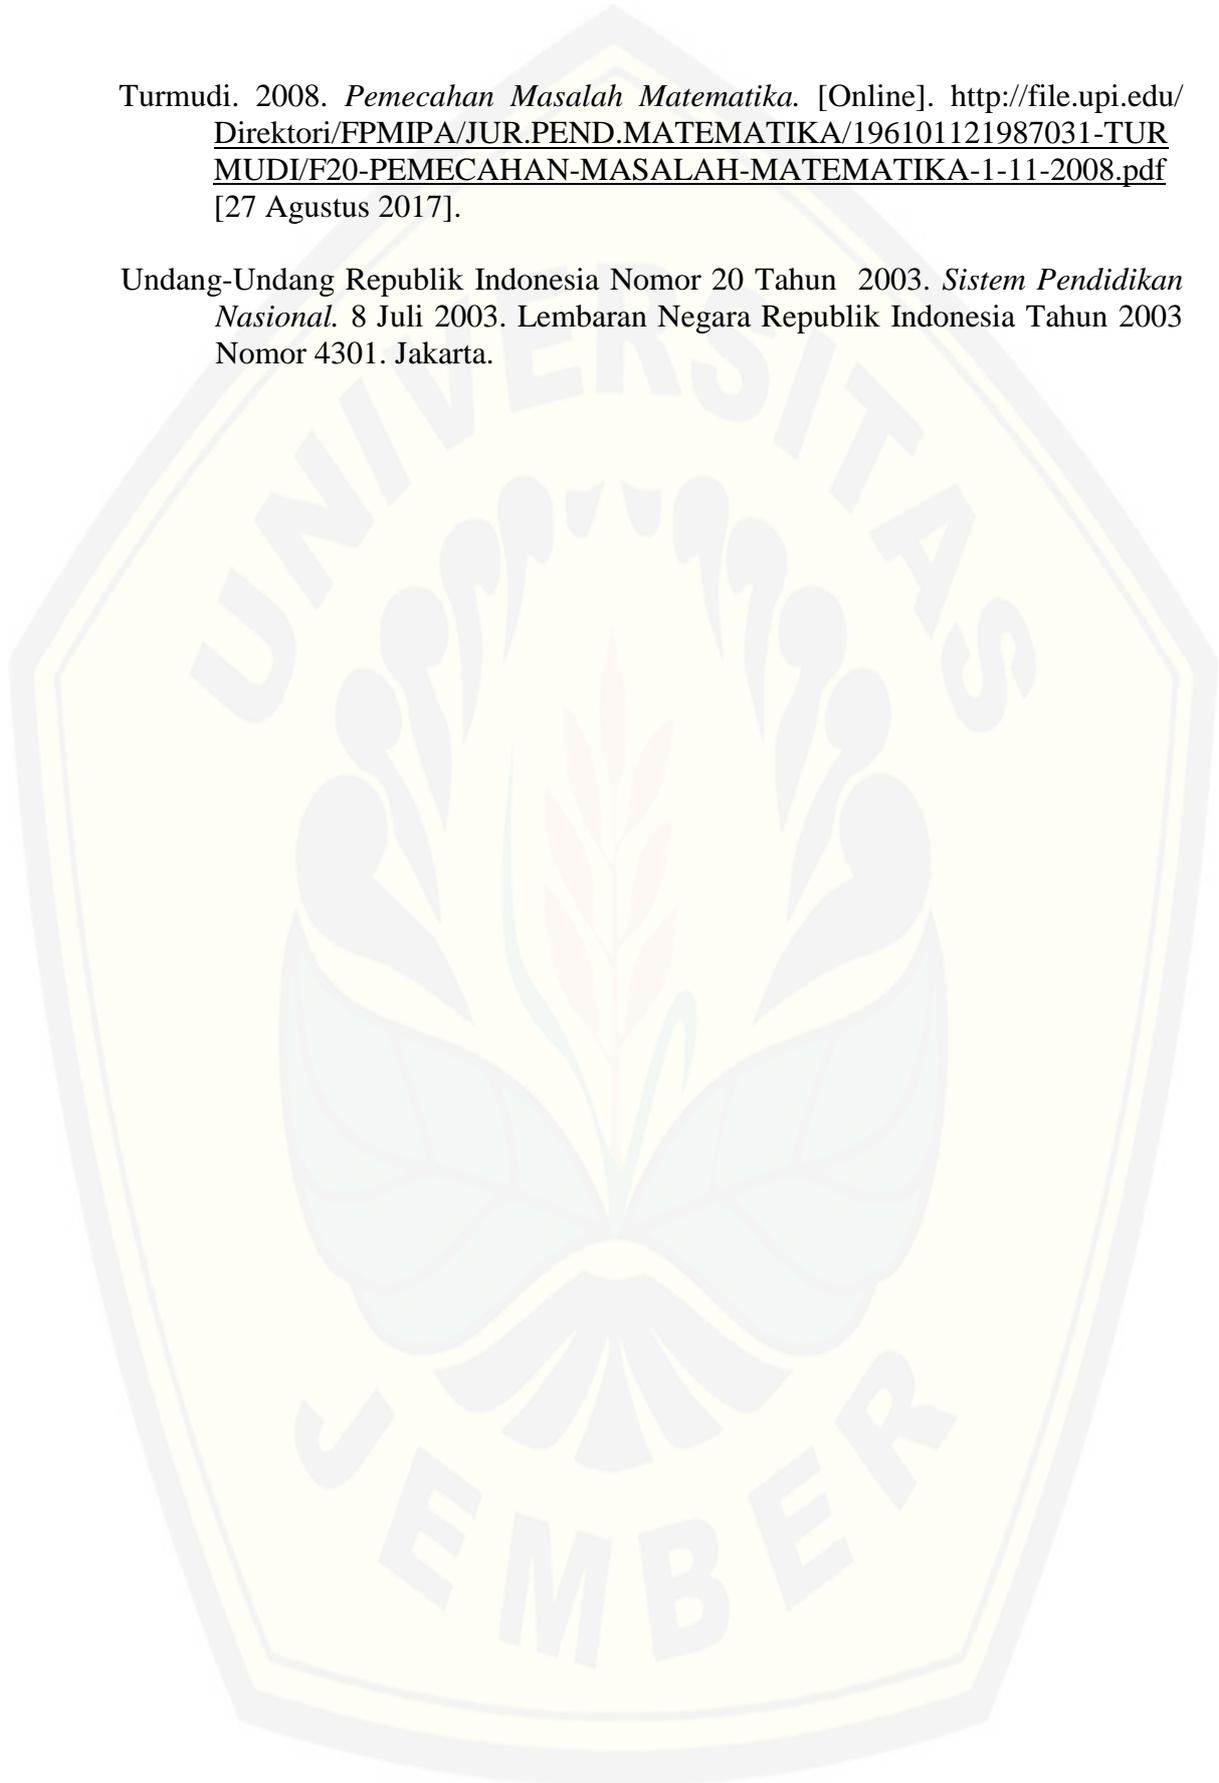 Turmudi. 2008. Pemecahan Masalah Matematika. [Online]. http://file.upi.edu/
Direktori/FPMIPA/JUR.PEND.MATEMATIKA/196101121987031-TUR
MUDI/F20-PEMECAHAN-MASALAH-MATEMATIKA-1-11-2008.pdf
[27 Agustus 2017].
Undang-Undang Republik Indonesia Nomor 20 Tahun 2003. Sistem Pendidikan
Nasional. 8 Juli 2003. Lembaran Negara Republik Indonesia Tahun 2003
Nomor 4301. Jakarta.
UNIVERSITAS
JEMBER